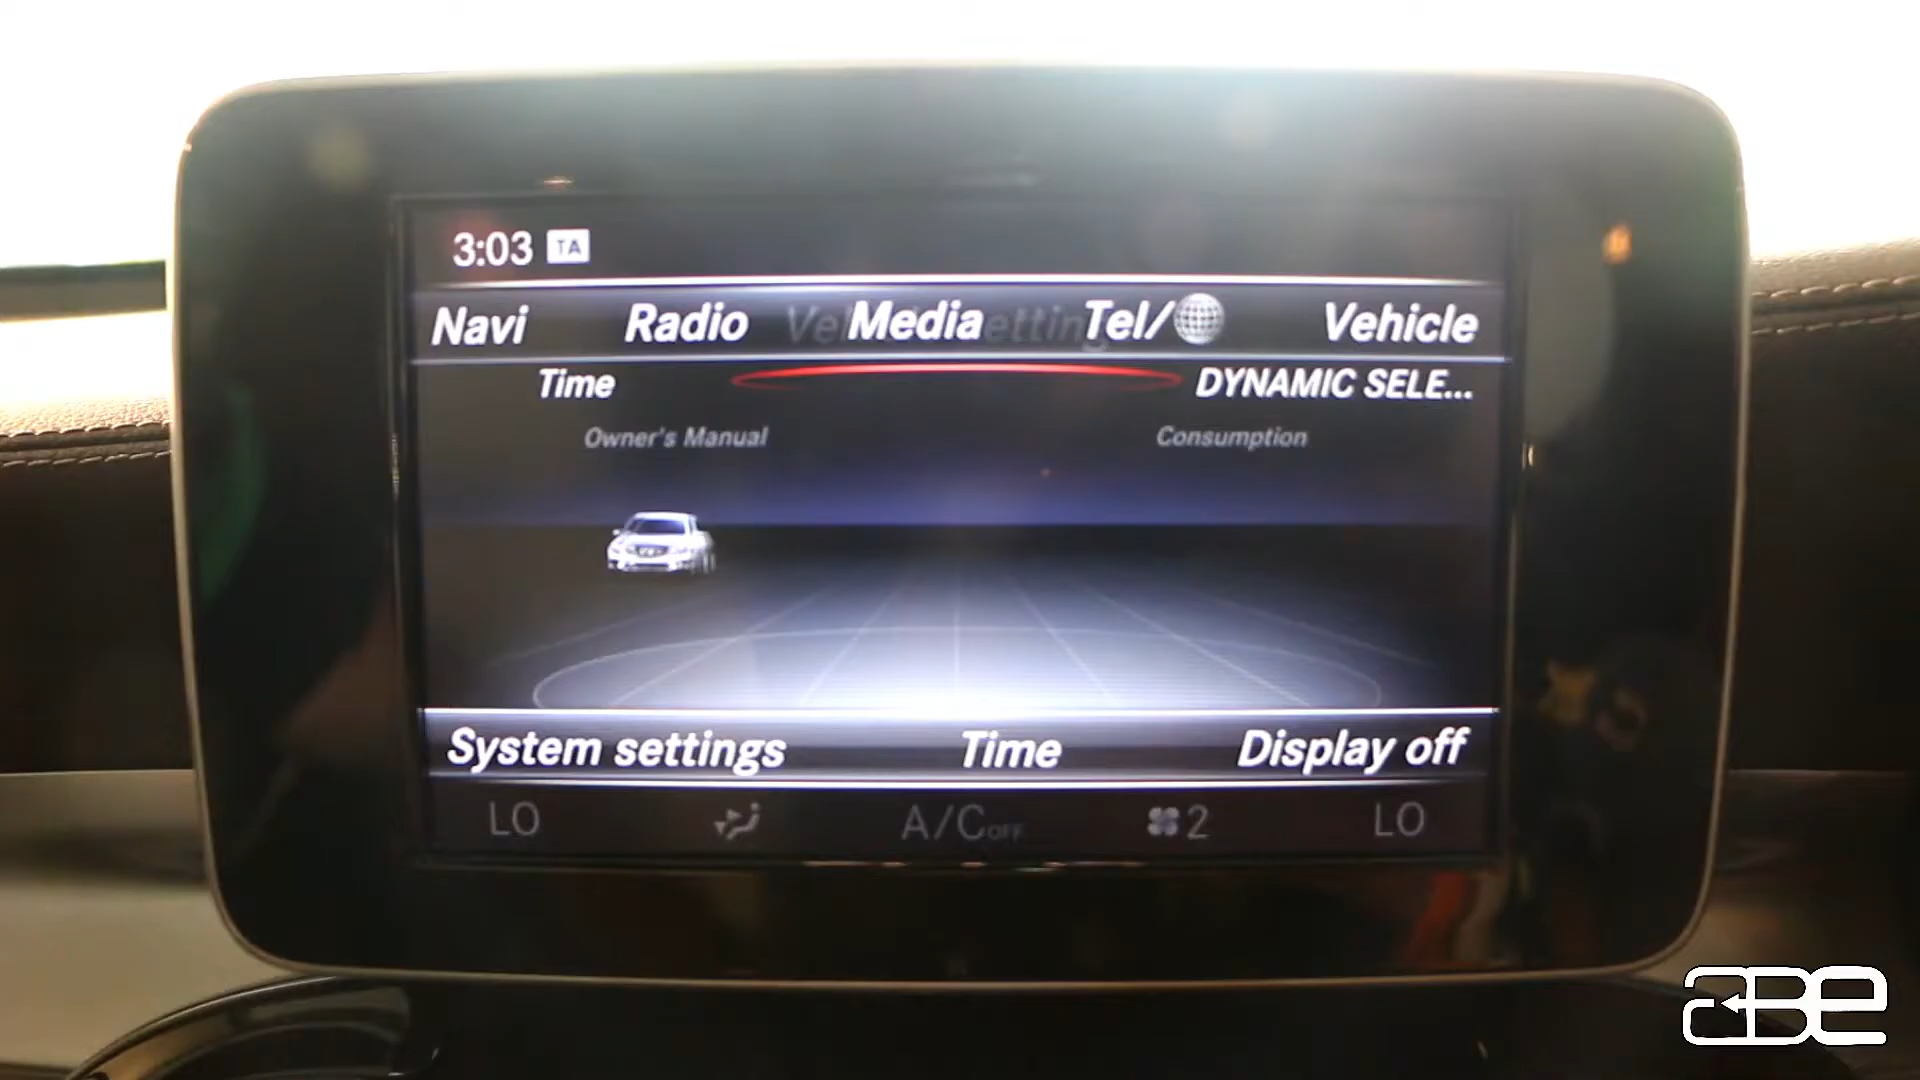 3:03 TA
Navi Radio Media Tel/ Vehicle
Time DYNAMIC SELE...
Owner's Manual Consumption
System settings Time Display off
LO A/C OFF 2 LO
aBe